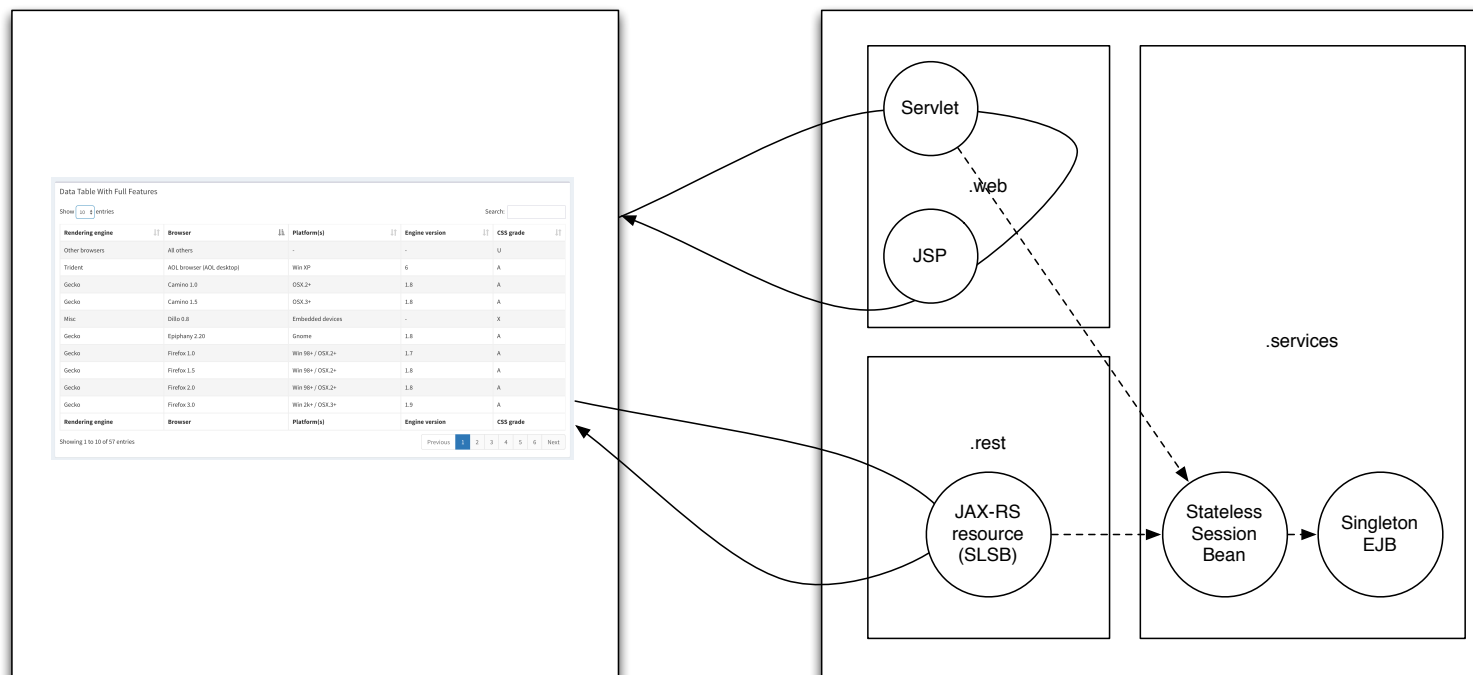 Data Table With Full Features
Show 10 entries Search:
Rendering engine Browser Platform(s) Engine version CSS grade
Other browsers All others - - U
Trident AOL browser (AOL desktop) Win XP 6 A
Gecko Camino 1.0 OSX.2+ 1.8 A
Gecko Camino 1.5 OSX.3+ 1.8 A
Misc Dillo 0.8 Embedded devices - X
Gecko Epiphany 2.20 Gnome 1.8 A
Gecko Firefox 1.0 Win 98+ / OSX.2+ 1.7 A
Gecko Firefox 1.5 Win 98+ / OSX.2+ 1.8 A
Gecko Firefox 2.0 Win 98+ / OSX.2+ 1.8 A
Gecko Firefox 3.0 Win 2k+ / OSX.3+ 1.9 A
Rendering engine Browser Platform(s) Engine version CSS grade
Showing 1 to 10 of 57 entries Previous 1 2 3 4 5 6 Next
Servlet
.web
JSP
.rest
JAX-RS
resource
(SLSB)
.services
Stateless
Session
Bean
Singleton
EJB